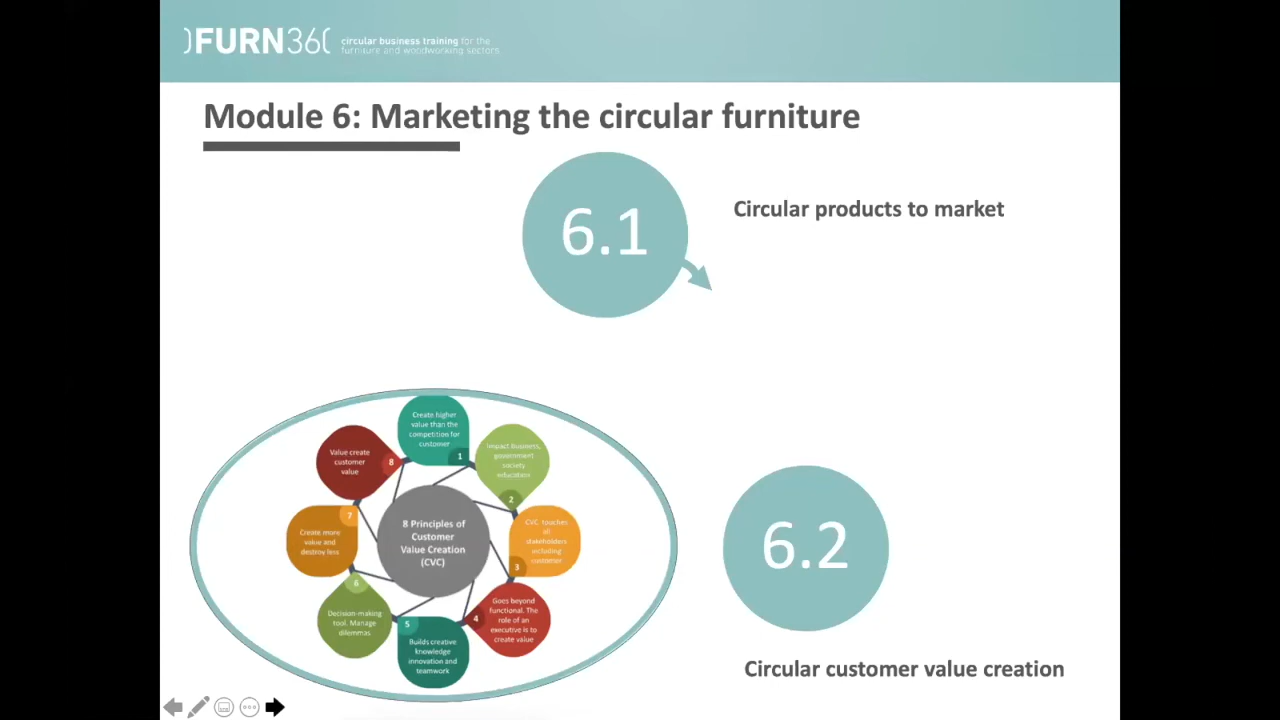 FURN360
circular business training for the
furniture and woodworking sectors
Module 6: Marketing the circular furniture
6.1
Circular products to market
Create higher
value than the
competition for
customer
1
Impact Business,
government
society
education
2
CVC touches
all
stakeholders
including
customer
3
Goes beyond
functional. The
role of an
executive is to
create value
4
Builds creative
knowledge
innovation and
teamwork
5
Decision-making
tool. Manage
dilemmas
6
Create more
value and
destroy less
7
Value create
customer
value
8
8 Principles of
Customer
Value Creation
(CVC)
6.2
Circular customer value creation